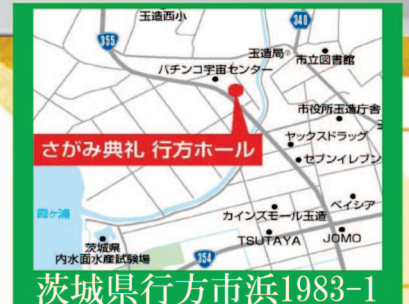 玉造西小
355
348
玉造局
市立図書館
パチンコ宇宙センター
市役所玉造庁舎
さがみ典礼 行方ホール
ヤックスドラッグ
セブンイレブン
霞ヶ浦
カインズモール玉造
ベイシア
茨城県
内水面水産試験場
354
TSUTAYA
JOMO
茨城県行方市浜1983-1